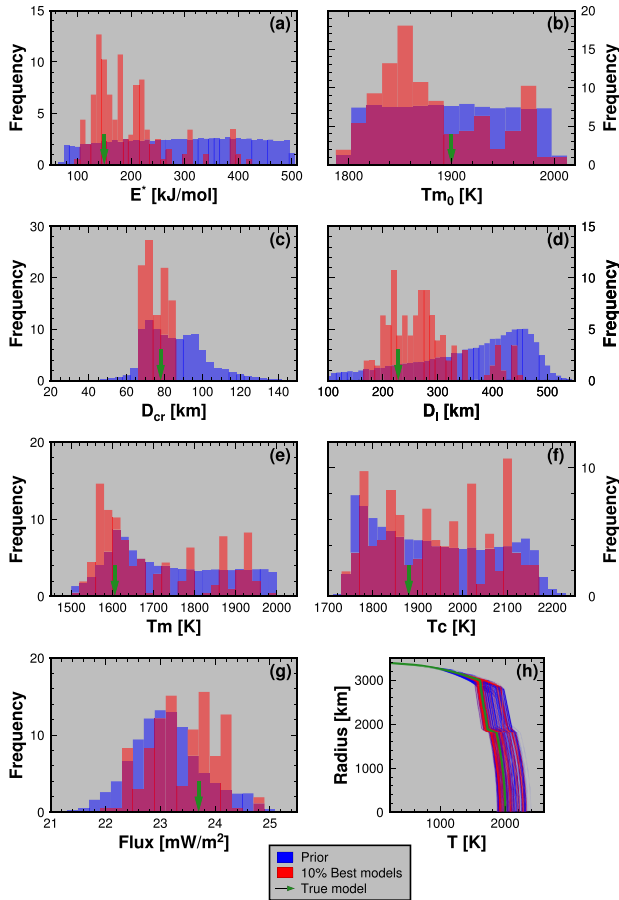 15
10
5
0
Frequency
(a)
100 200 300 400 500
E* [kJ/mol]
20
15
10
5
0
Frequency
(b)
1800 1900 2000
Tm0 [K]
30
20
10
0
Frequency
(c)
20 40 60 80 100 120 140
Dcr [km]
15
10
5
0
Frequency
(d)
100 200 300 400 500
Dl [km]
20
10
0
Frequency
(e)
1500 1600 1700 1800 1900 2000
Tm [K]
10
0
Frequency
(f)
1700 1800 1900 2000 2100 2200
Tc [K]
20
10
0
Frequency
(g)
21 22 23 24 25
Flux [mW/m²]
3000
2000
1000
0
Radius [km]
(h)
1000 2000
T [K]
Prior
10% Best models
True model